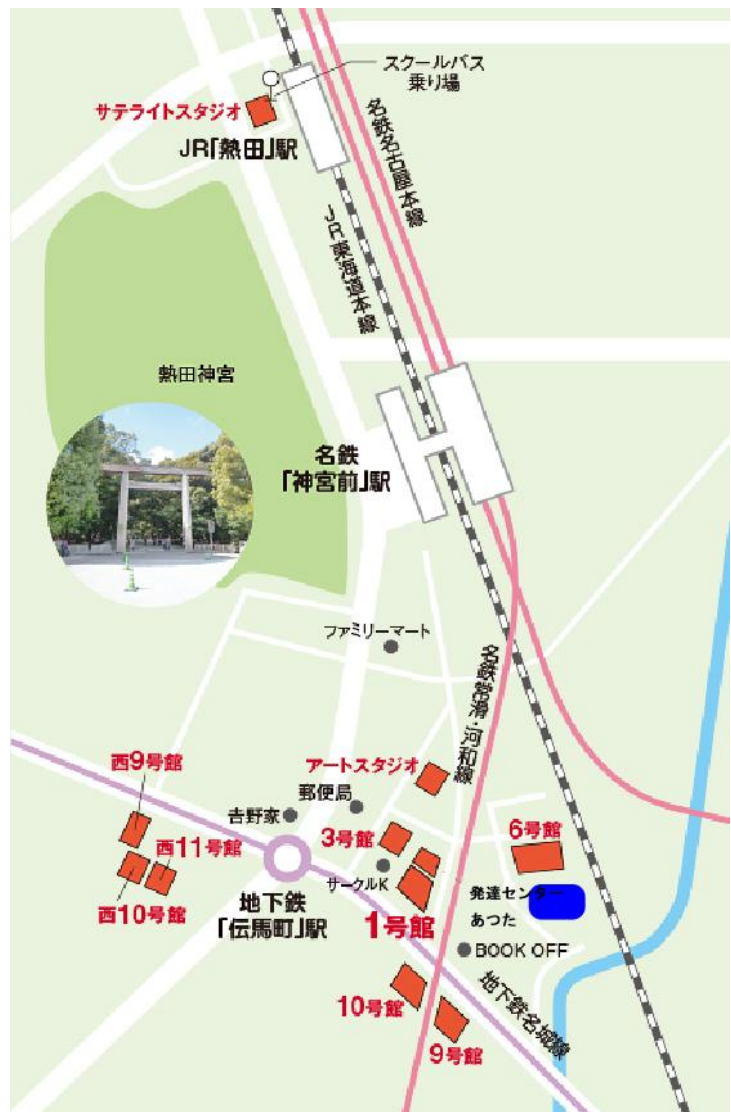 スクールバス
乗り場
サテライトスタジオ
JR「熱田」駅
名鉄名古屋本線
JR東海道本線
熱田神宮
名鉄
「神宮前」駅
ファミリーマート
名鉄常滑・河和線
アートスタジオ
西9号館
郵便局
吉野家
3号館
6号館
西11号館
サークルK
西10号館
地下鉄
「伝馬町」駅
1号館
発達センター
あつた
BOOK OFF
10号館
9号館
地下鉄名城線